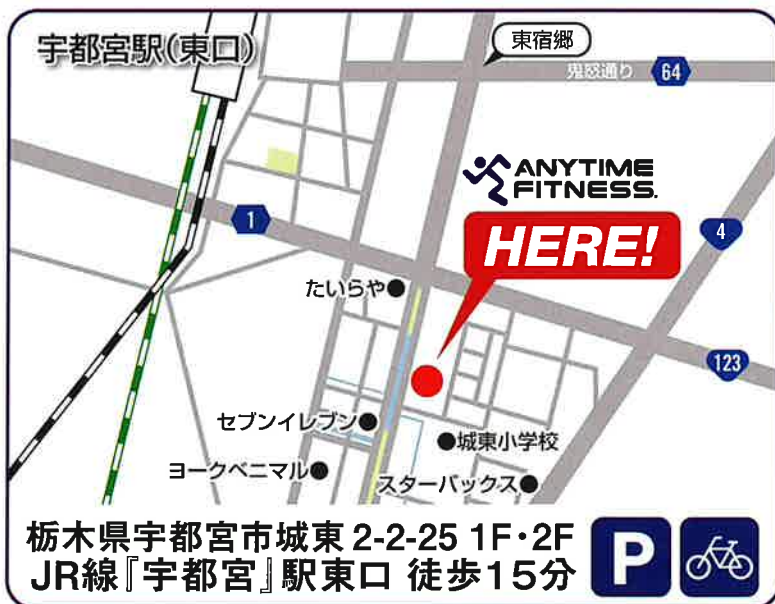 宇都宮駅(東口)
東宿郷
鬼怒通り 64
ANYTIME
FITNESS.
1
HERE!
4
たいらや
123
セブンイレブン
城東小学校
ヨークベニマル
スターバックス
栃木県宇都宮市城東2-2-25 1F・2F
JR線『宇都宮』駅東口 徒歩15分
P